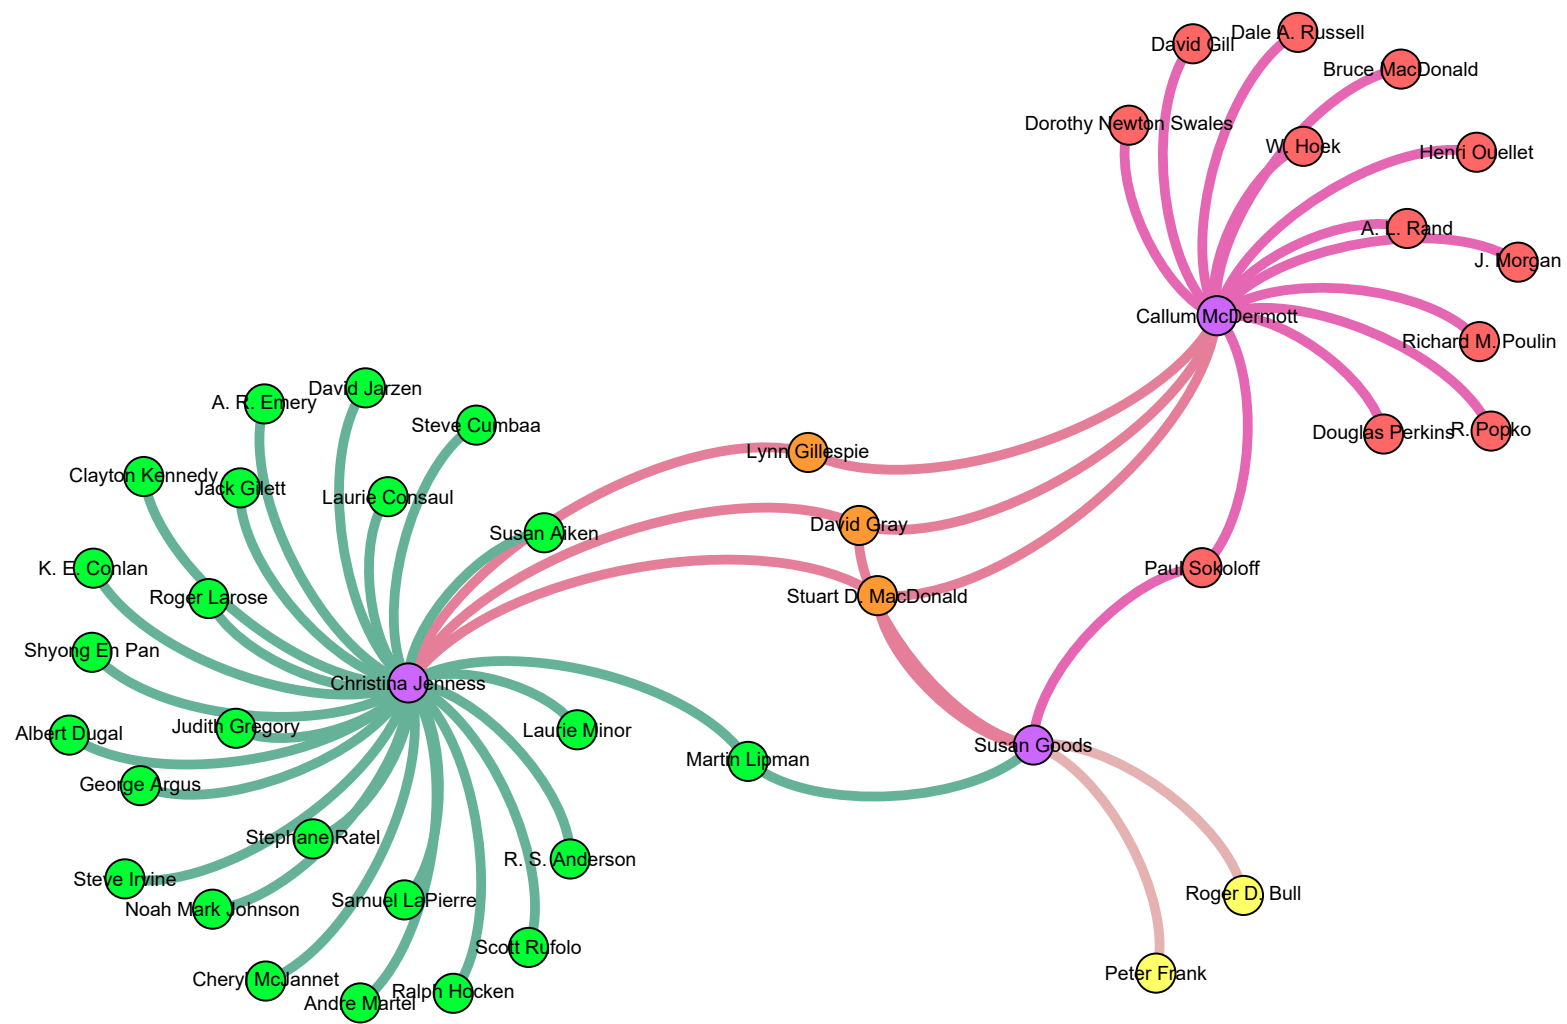 Dale A. Russell
David Gill
Bruce MacDonald
Dorothy Newton Swales
W. Hoek
Henri Ouellet
A. L. Rand
J. Morgan
Callum McDermott
Richard M. Poulin
David Jarzen
A. R. Emery
Steve Cumbaa
Douglas Perkins
R. Popko
Lynn Gillespie
Clayton Kennedy
Jack Gilett
Laurie Consaul
David Gray
Susan Aiken
K. E. Conlan
Paul Sokoloff
Roger Larose
Stuart D. MacDonald
Shyong En Pan
Christina Jenness
Judith Gregory
Laurie Minor
Albert Dugal
Susan Goods
Martin Lipman
George Argus
Stephane Ratel
R. S. Anderson
Steve Irvine
Roger D. Bull
Samuel LaPierre
Noah Mark Johnson
Scott Rufolo
Peter Frank
Cheryl McJannet
Ralph Hocken
Andre Martel